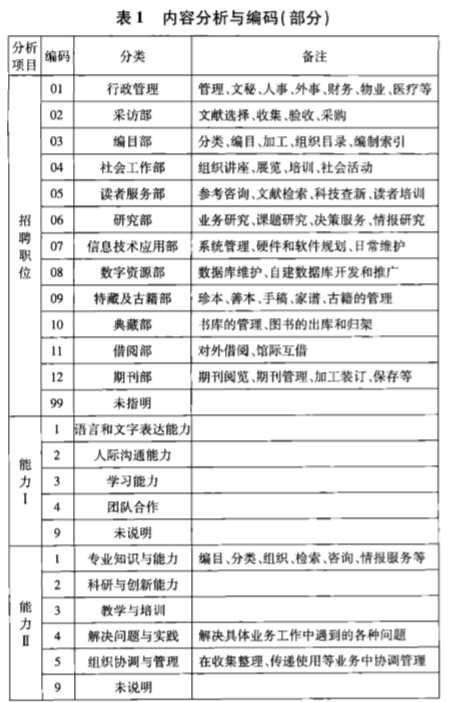 表1 内容分析与编码(部分)
分析项目 编码 分类 备注
招聘职位 01 行政管理 管理、文秘、人事、外事、财务、物业、医疗等
02 采访部 文献选择、收集、验收、采购
03 编目部 分类、编目、加工、组织目录、编制索引
04 社会工作部 组织讲座、展览、培训、社会活动
05 读者服务部 参考咨询、文献检索、科技查新、读者培训
06 研究部 业务研究、课题研究、决策服务、情报研究
07 信息技术应用部 系统管理、硬件和软件规划、日常维护
08 数字资源部 数据库维护、自建数据库开发和推广
09 特藏及古籍部 珍本、善本、手稿、家谱、古籍的管理
10 典藏部 书库的管理、图书的出库和归架
11 借阅部 对外借阅、馆际互借
12 期刊部 期刊阅览、期刊管理、加工装订、保存等
99 未指明
能力Ⅰ 1 语言和文字表达能力
2 人际沟通能力
3 学习能力
4 团队合作
9 未说明
能力Ⅱ 1 专业知识与能力 编目、分类、组织、检索、咨询、情报服务等
2 科研与创新能力
3 教学与培训
4 解决问题与实践 解决具体业务工作中遇到的各种问题
5 组织协调与管理 在收集整理、传递使用等业务中协调管理
9 未说明